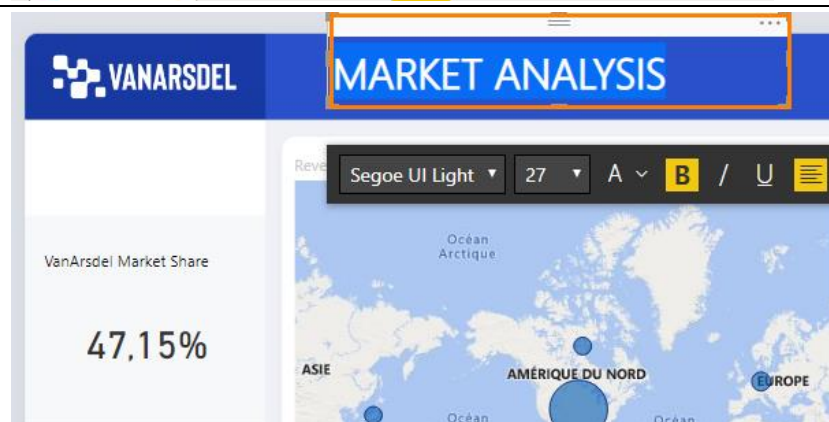 VANARSDEL
MARKET ANALYSIS
Reve
Segoe UI Light 27 A B / U
Océan
Arctique
VanArsdel Market Share
47,15%
ASIE
AMÉRIQUE DU NORD
EUROPE
Océan
Océan